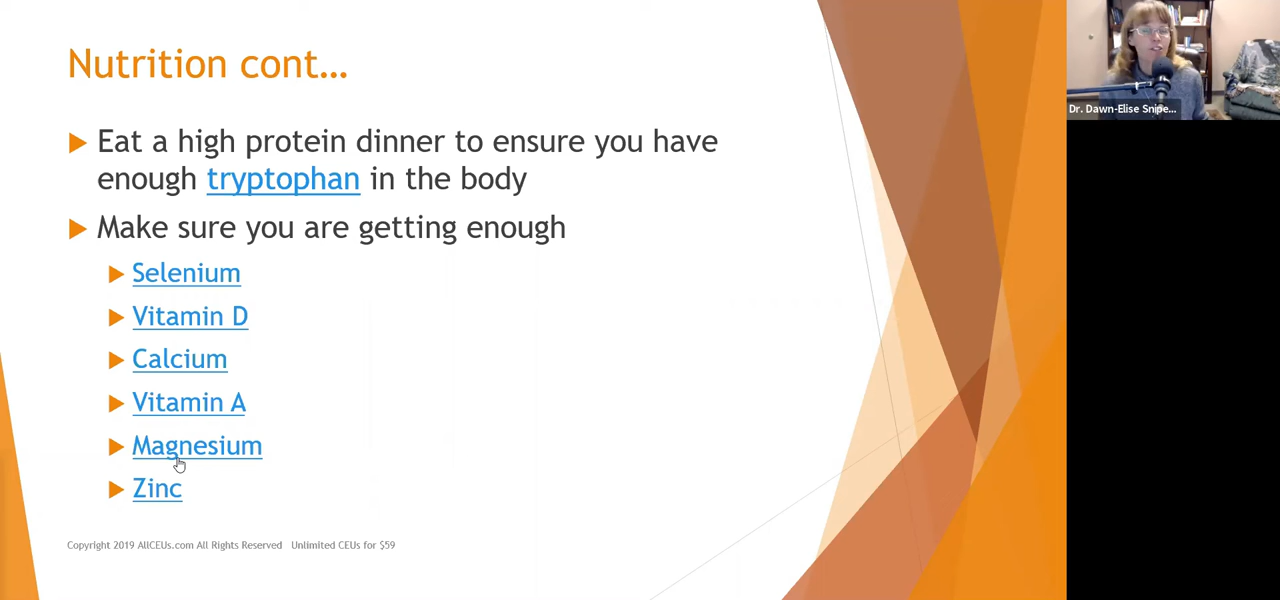 Nutrition cont…
Eat a high protein dinner to ensure you have
enough tryptophan in the body
Make sure you are getting enough
Selenium
Vitamin D
Calcium
Vitamin A
Magnesium
Zinc
Copyright 2019 AllCEUs.com All Rights Reserved Unlimited CEUs for $59
Dr. Dawn-Elise Snipe...